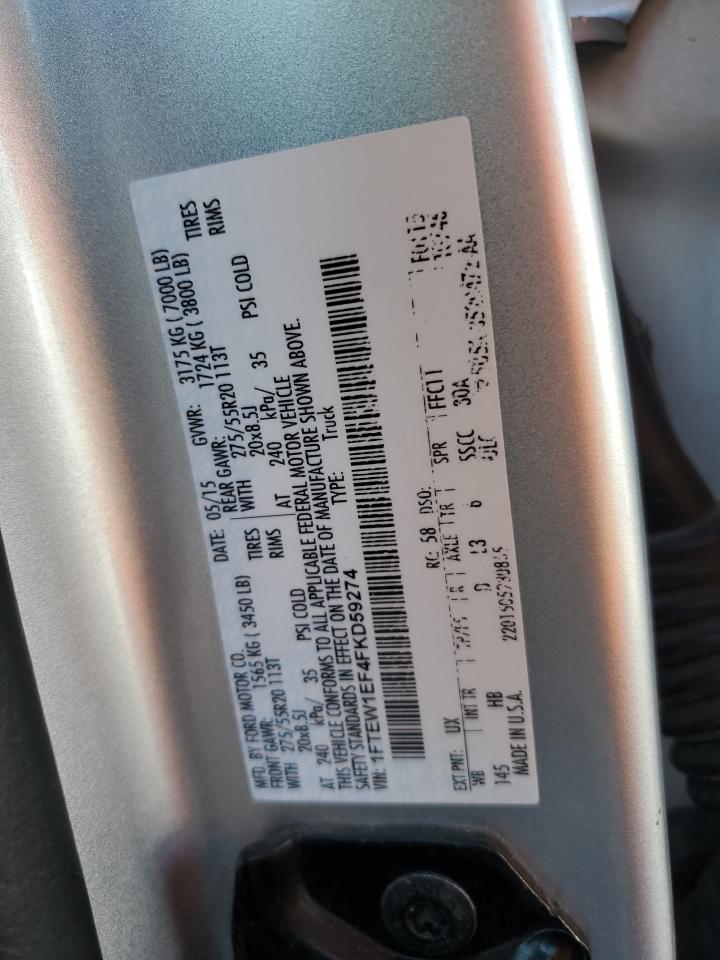 MFD. BY FORD MOTOR CO. DATE: 05/15 GVWR: 3175 KG ( 7000 LB)
FRONT GAWR: 1565 KG ( 3450 LB) REAR GAWR: 1724 KG ( 3800 LB)
WITH 275/55R20 113T TIRES WITH 275/55R20 113T TIRES
20x8.5J RIMS 20x8.5J RIMS
AT 240 kPa/ 35 PSI COLD AT 240 kPa/ 35 PSI COLD
THIS VEHICLE CONFORMS TO ALL APPLICABLE FEDERAL MOTOR VEHICLE
SAFETY STANDARDS IN EFFECT ON THE DATE OF MANUFACTURE SHOWN ABOVE.
VIN: 1FTEW1EF4FKD59274 TYPE: Truck
EXT PNT: UX RC: 58 DSO:
WB INT TR AXLE TR SPR FFC11
145 HB 13 6 SSCC 30A
MADE IN U.S.A.